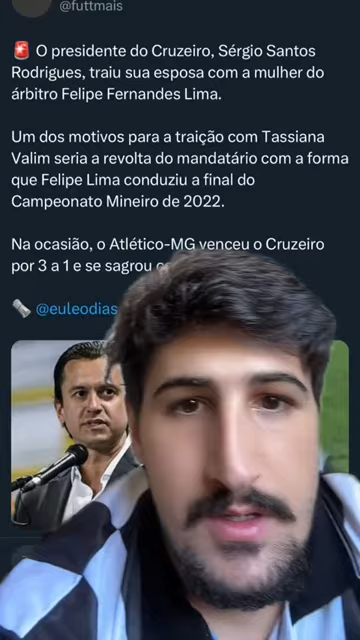 @futtmais
🚨 O presidente do Cruzeiro, Sérgio Santos
Rodrigues, traiu sua esposa com a mulher do
árbitro Felipe Fernandes Lima.
Um dos motivos para a traição com Tassiana
Valim seria a revolta do mandatário com a forma
que Felipe Lima conduziu a final do
Campeonato Mineiro de 2022.
Na ocasião, o Atlético-MG venceu o Cruzeiro
por 3 a 1 e se sagrou
🗞️ @euleodias